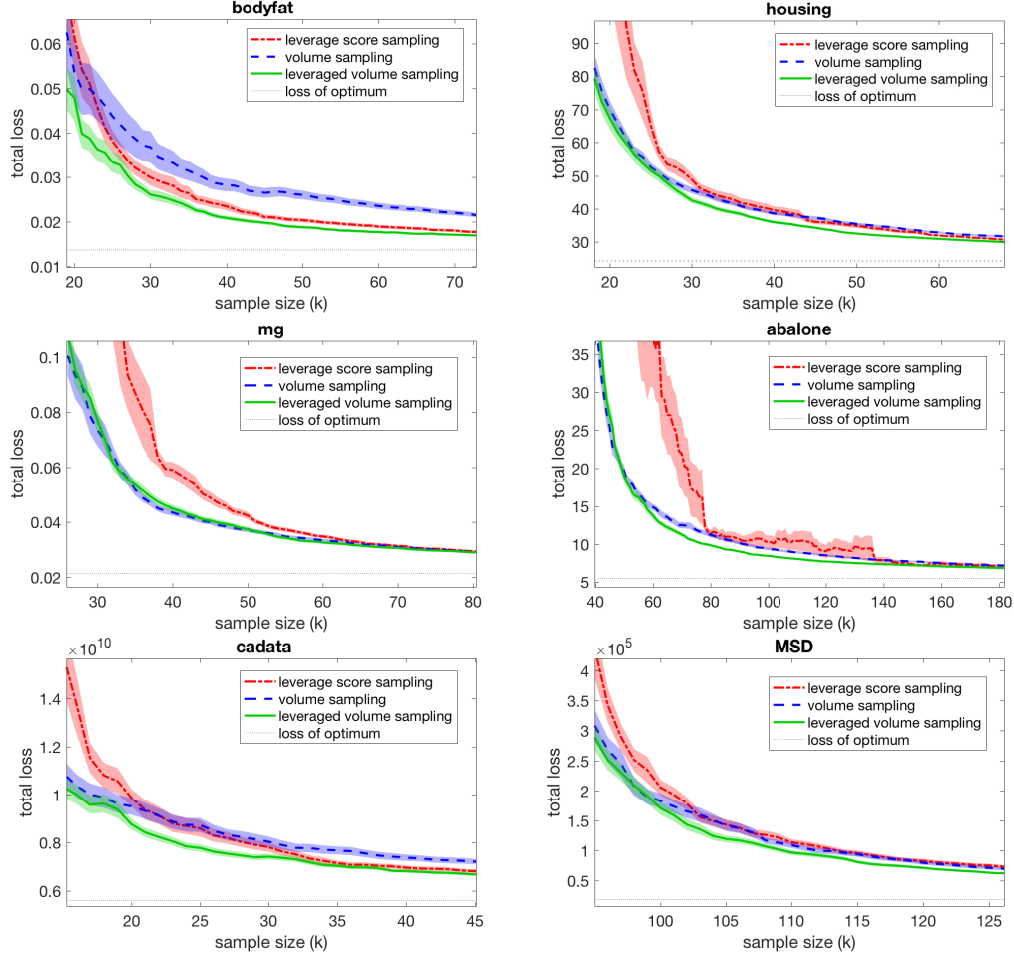 bodyfat
total loss
0.06
0.05
0.04
0.03
0.02
0.01
leverage score sampling
volume sampling
leveraged volume sampling
loss of optimum
20 30 40 50 60 70
sample size (k)
housing
total loss
90
80
70
60
50
40
30
leverage score sampling
volume sampling
leveraged volume sampling
loss of optimum
20 30 40 50 60
sample size (k)
mg
total loss
0.1
0.08
0.06
0.04
0.02
leverage score sampling
volume sampling
leveraged volume sampling
loss of optimum
30 40 50 60 70 80
sample size (k)
abalone
total loss
35
30
25
20
15
10
5
leverage score sampling
volume sampling
leveraged volume sampling
loss of optimum
40 60 80 100 120 140 160 180
sample size (k)
cadata
×10^10
total loss
1.4
1.2
1
0.8
0.6
leverage score sampling
volume sampling
leveraged volume sampling
loss of optimum
20 25 30 35 40 45
sample size (k)
MSD
×10^5
total loss
4
3.5
3
2.5
2
1.5
1
0.5
leverage score sampling
volume sampling
leveraged volume sampling
loss of optimum
100 105 110 115 120 125
sample size (k)